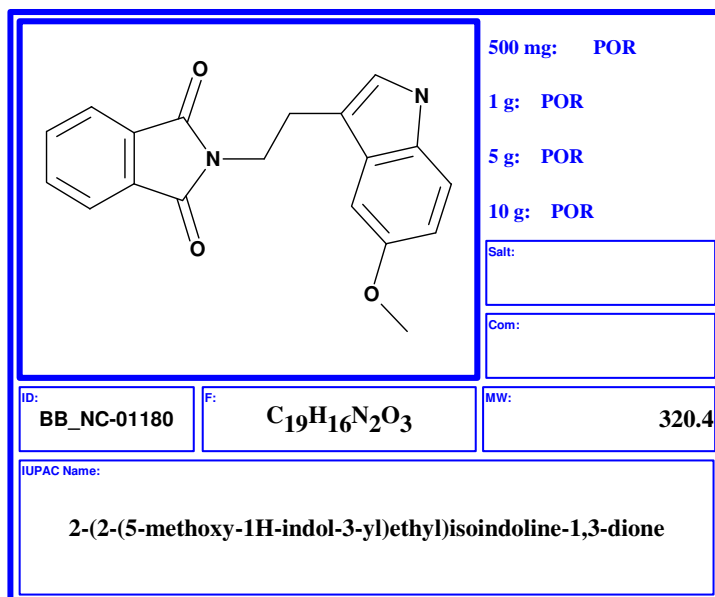 500 mg: POR
1 g: POR
5 g: POR
10 g: POR
O
N
N
O
O
Salt:
Com:
ID:
BB_NC-01180
F:
C19H16N2O3
MW:
320.4
IUPAC Name:
2-(2-(5-methoxy-1H-indol-3-yl)ethyl)isoindoline-1,3-dione